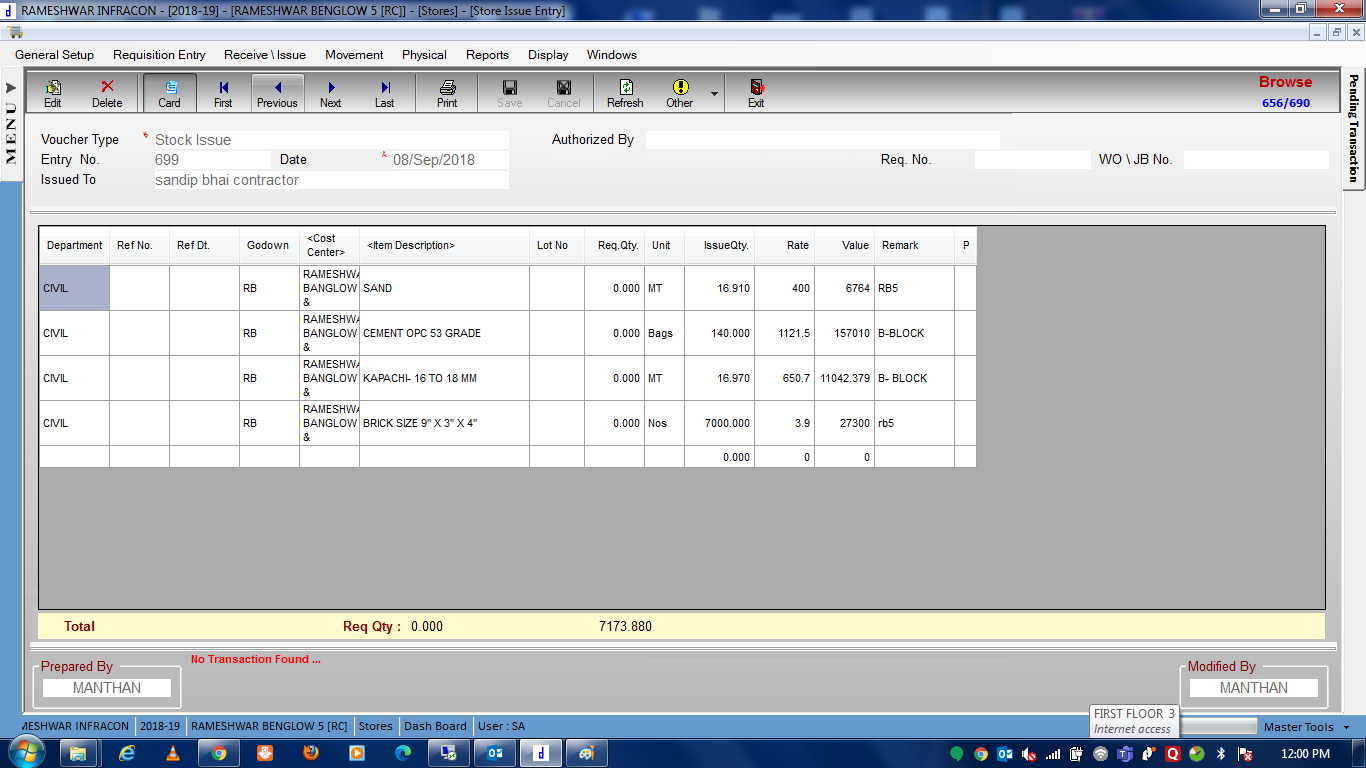 RAMESHWAR INFRACON - [2018-19] - [RAMESHWAR BENGLOW 5 [RC]] - [Stores] - [Store Issue Entry]
General Setup Requisition Entry Receive \ Issue Movement Physical Reports Display Windows
MENU
Edit Delete Card First Previous Next Last Print Save Cancel Refresh Other Exit
Browse
656/690
Pending Transaction
Voucher Type * Stock Issue Authorized By
Entry No. 699 Date 08/Sep/2018 Req. No. WO \ JB No.
Issued To sandip bhai contractor
Department Ref No. Ref Dt. Godown <Cost Center> <Item Description> Lot No Req.Qty. Unit IssueQty. Rate Value Remark P
CIVIL RB RAMESHWA BANGLOW & SAND 0.000 MT 16.910 400 6764 RB5
CIVIL RB RAMESHWA BANGLOW & CEMENT OPC 53 GRADE 0.000 Bags 140.000 1121.5 157010 B-BLOCK
CIVIL RB RAMESHWA BANGLOW & KAPACHI- 16 TO 18 MM 0.000 MT 16.970 650.7 11042.379 B- BLOCK
CIVIL RB RAMESHWA BANGLOW & BRICK SIZE 9" X 3" X 4" 0.000 Nos 7000.000 3.9 27300 rb5
0.000 0 0
Total Req Qty : 0.000 7173.880
No Transaction Found ...
Prepared By
MANTHAN
Modified By
MANTHAN
FIRST FLOOR 3
Internet access
MESHWAR INFRACON 2018-19 RAMESHWAR BENGLOW 5 [RC] Stores Dash Board User : SA Master Tools
12:00 PM